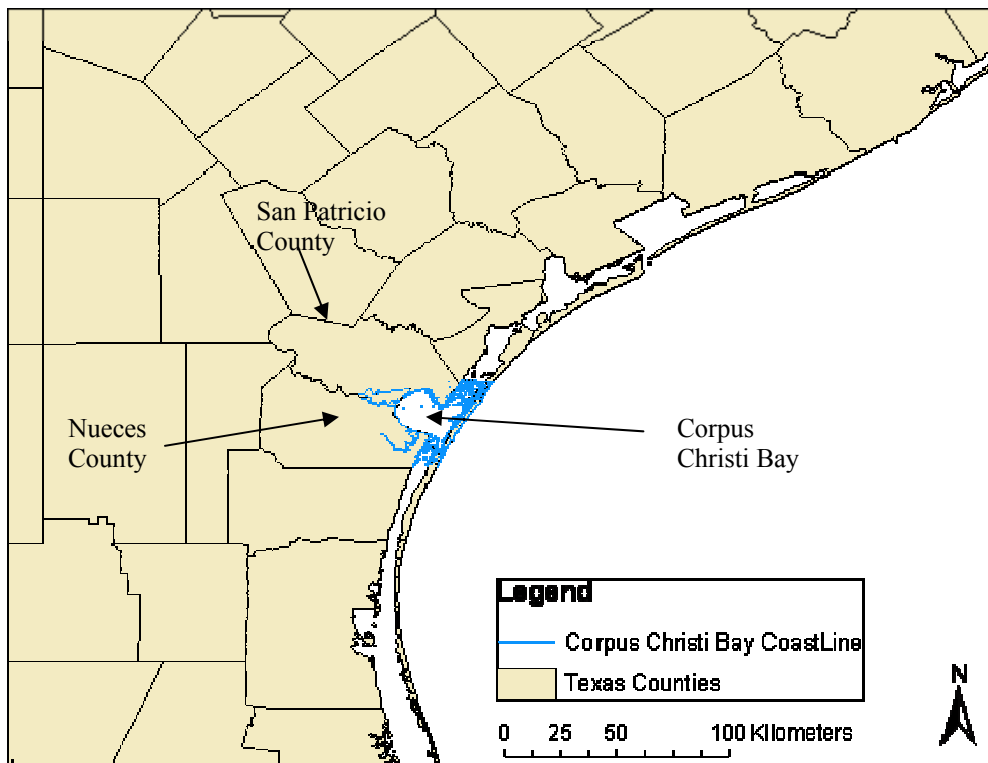 San Patricio
County
Nueces
County
Corpus
Christi Bay
Legend
Corpus Christi Bay CoastLine
Texas Counties
N
0 25 50 100 Kilometers